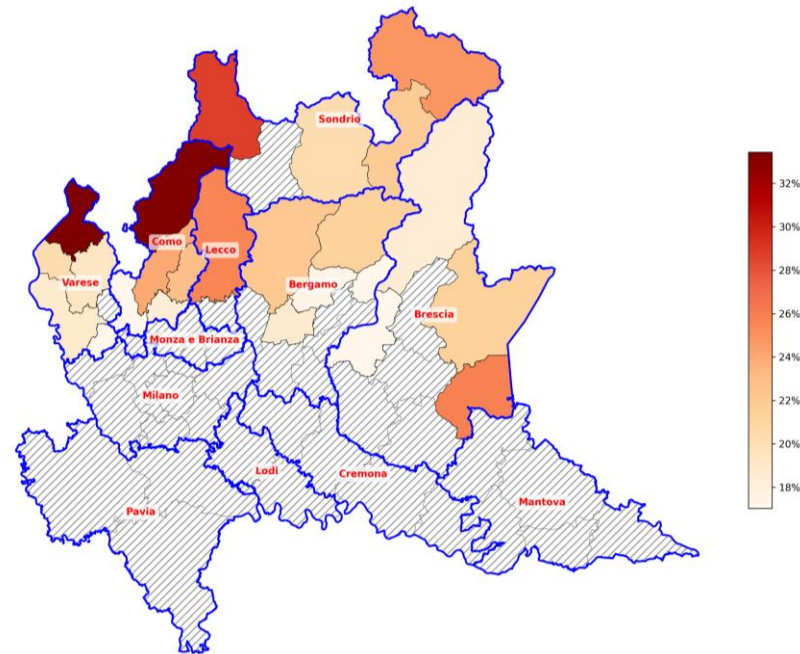 Sondrio
Como
Lecco
Varese
Bergamo
Brescia
Monza e Brianza
Milano
Lodi
Cremona
Pavia
Mantova
32%
30%
28%
26%
24%
22%
20%
18%